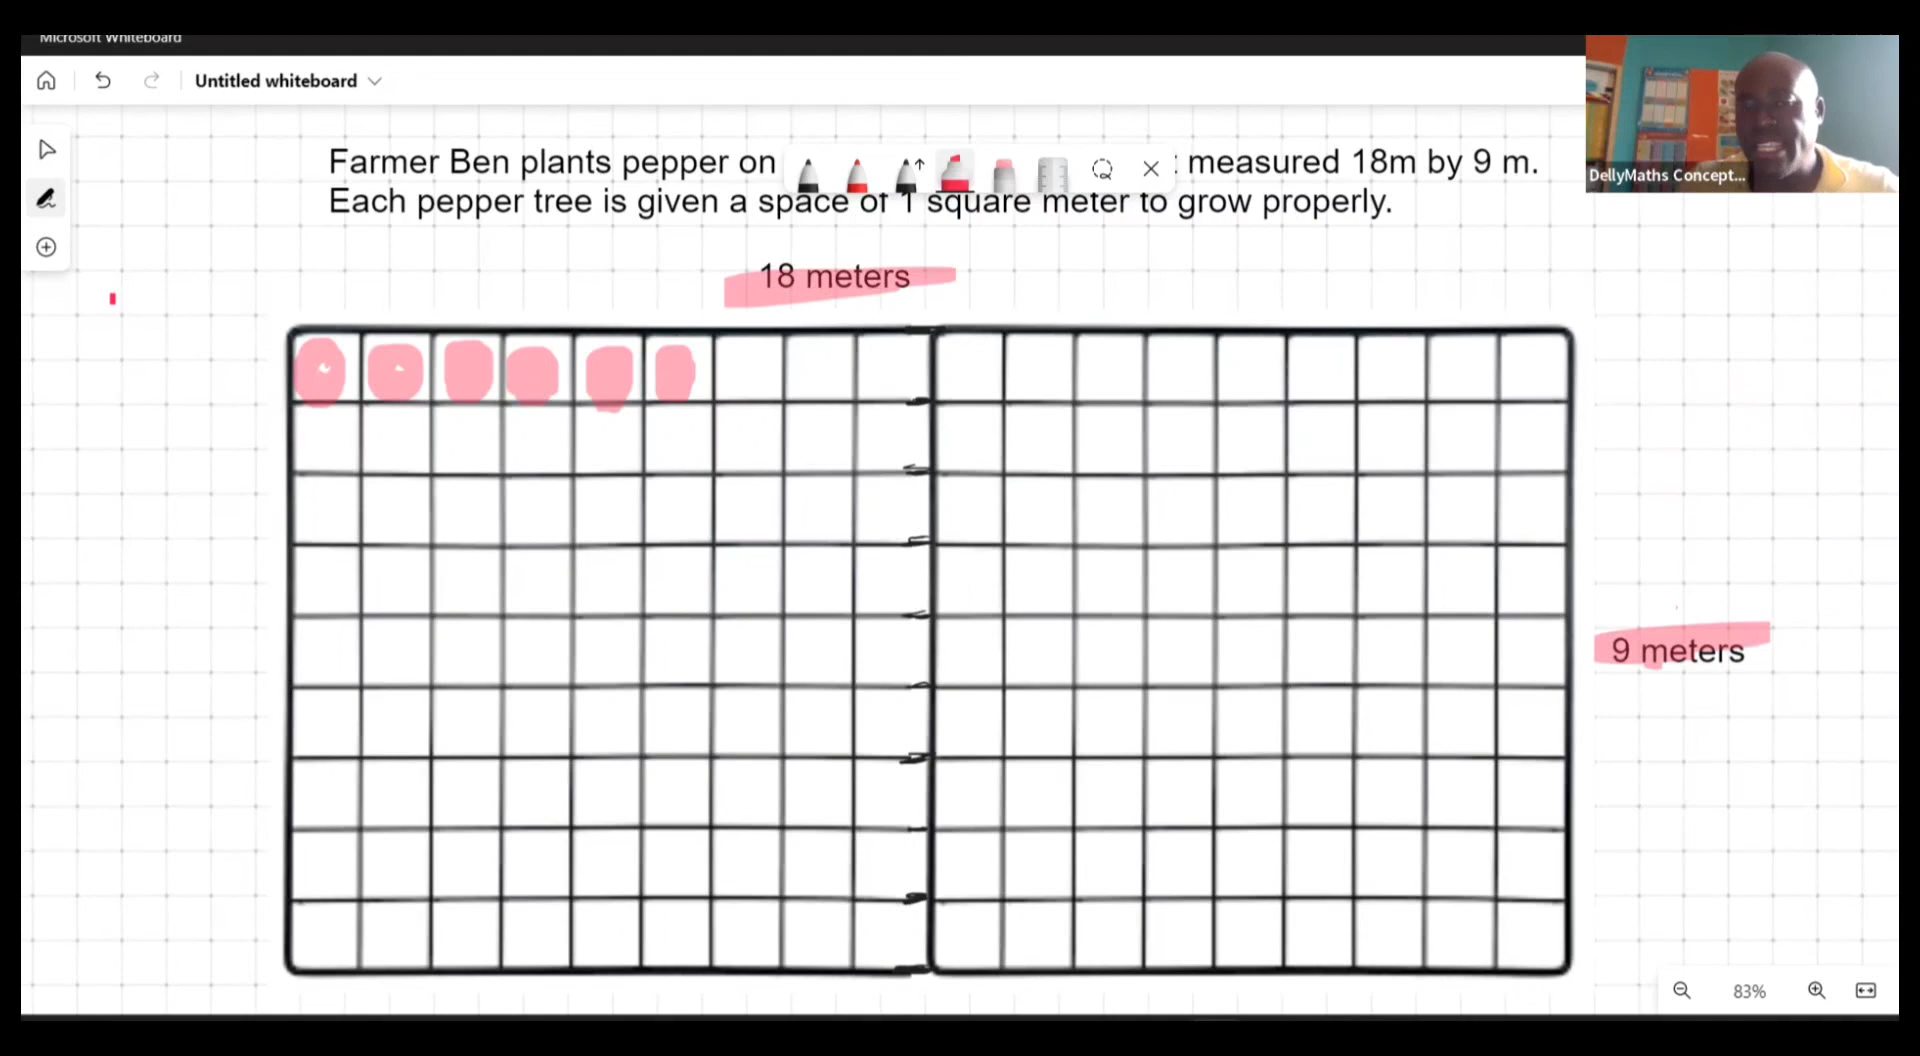 Microsoft Whiteboard
Untitled whiteboard
Farmer Ben plants pepper on measured 18m by 9 m.
Each pepper tree is given a space of 1 square meter to grow properly.
DellyMaths Concept...
18 meters
9 meters
83%